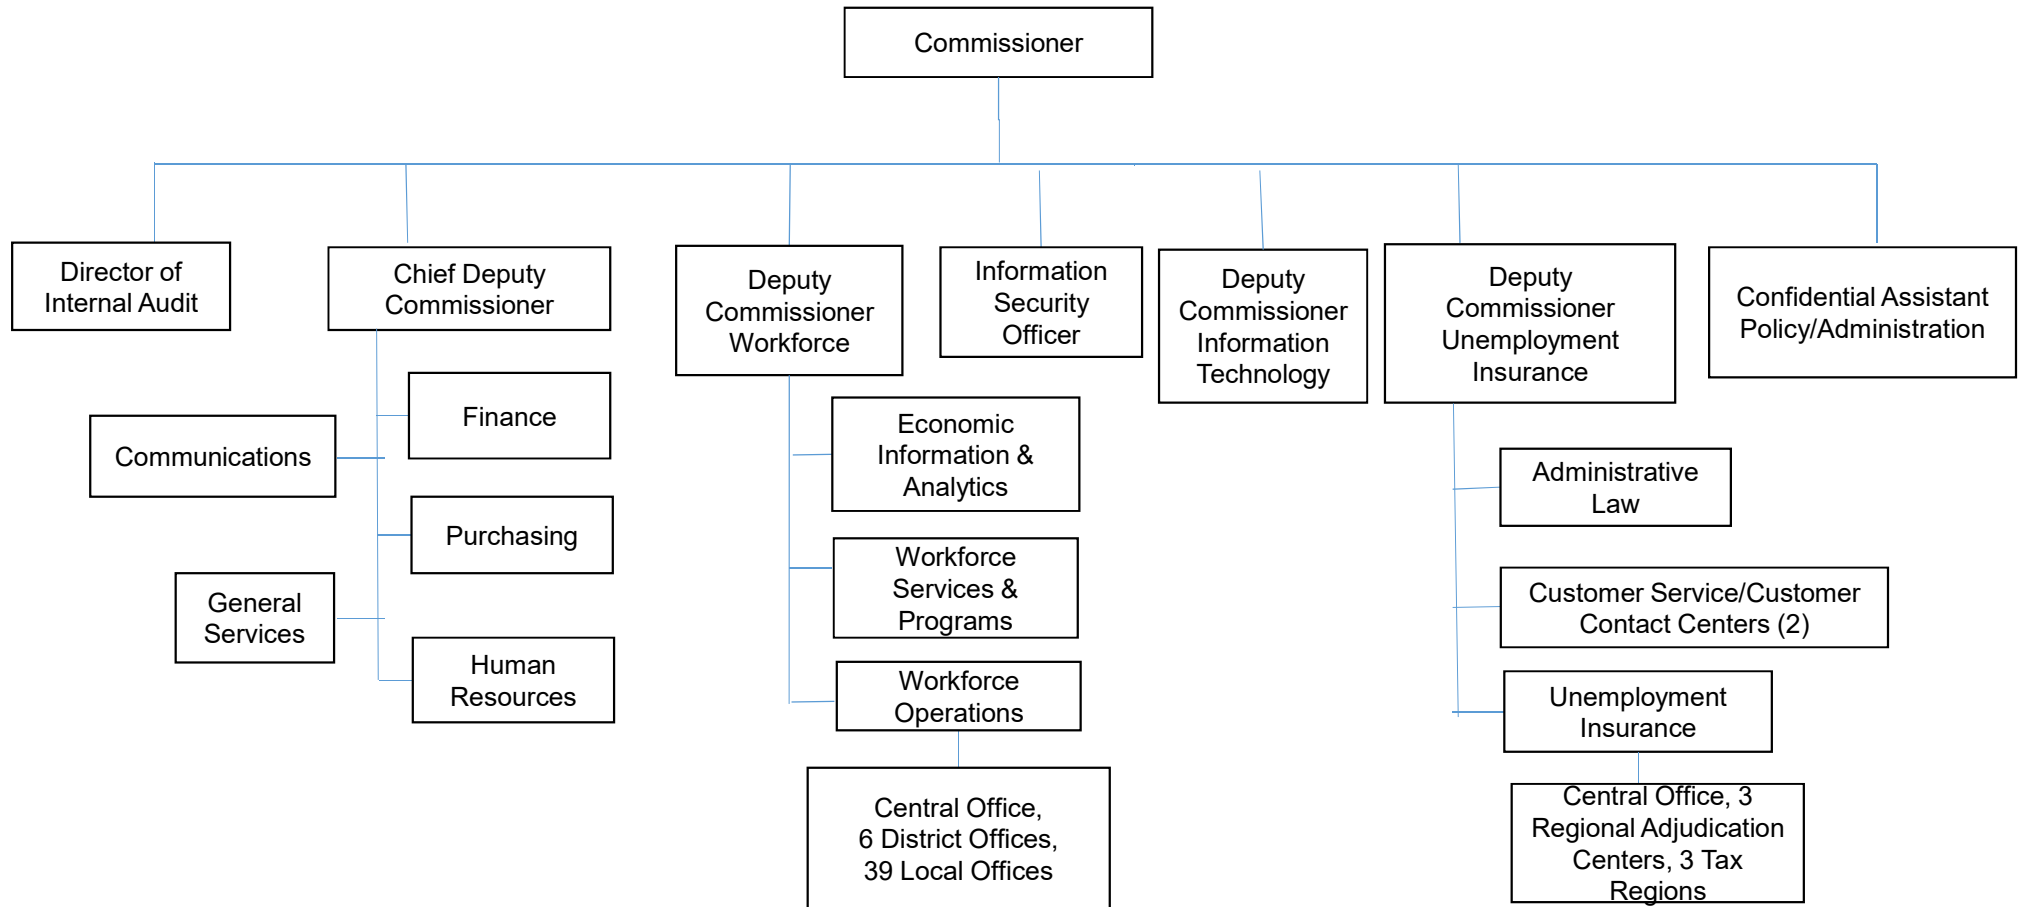 Commissioner
Director of
Internal Audit
Chief Deputy
Commissioner
Deputy
Commissioner
Workforce
Information
Security
Officer
Deputy
Commissioner
Information
Technology
Deputy
Commissioner
Unemployment
Insurance
Confidential Assistant
Policy/Administration
Finance
Communications
Purchasing
General
Services
Human
Resources
Economic
Information &
Analytics
Workforce
Services &
Programs
Workforce
Operations
Central Office,
6 District Offices,
39 Local Offices
Administrative
Law
Customer Service/Customer
Contact Centers (2)
Unemployment
Insurance
Central Office, 3
Regional Adjudication
Centers, 3 Tax
Regions